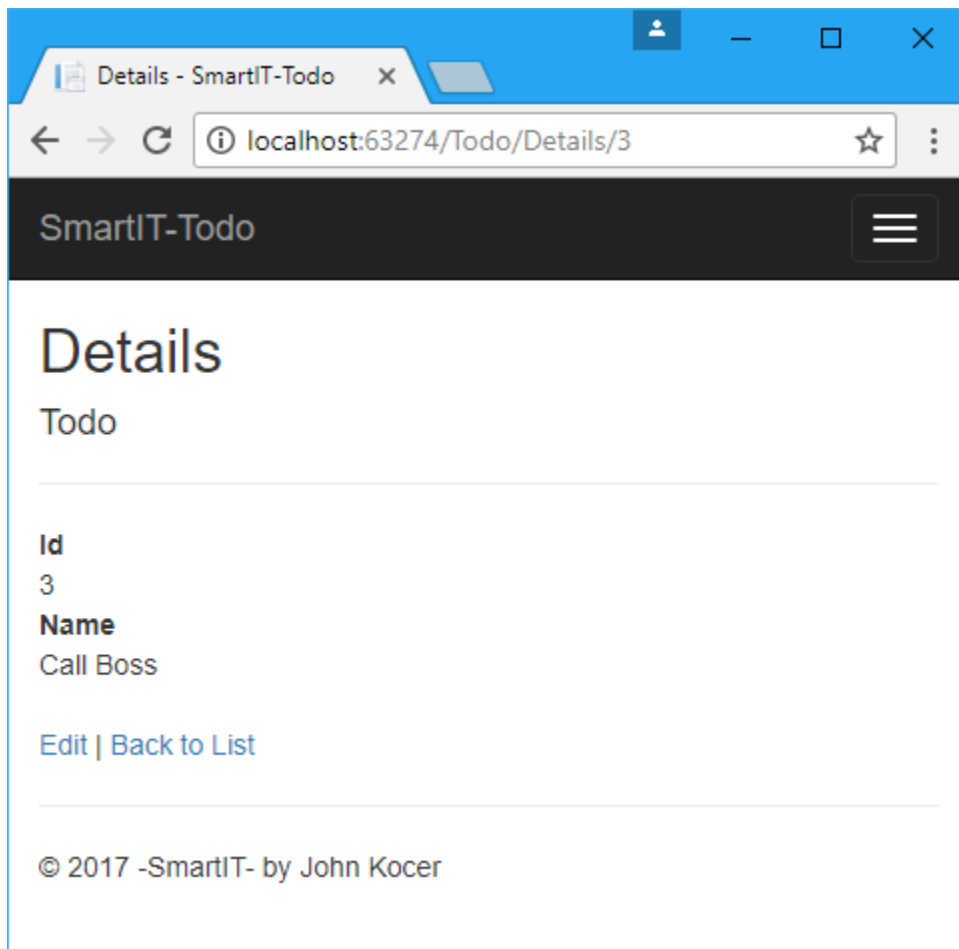 Details - SmartIT-Todo
localhost:63274/Todo/Details/3
SmartIT-Todo
Details
Todo
Id
3
Name
Call Boss
Edit | Back to List
© 2017 -SmartIT- by John Kocer